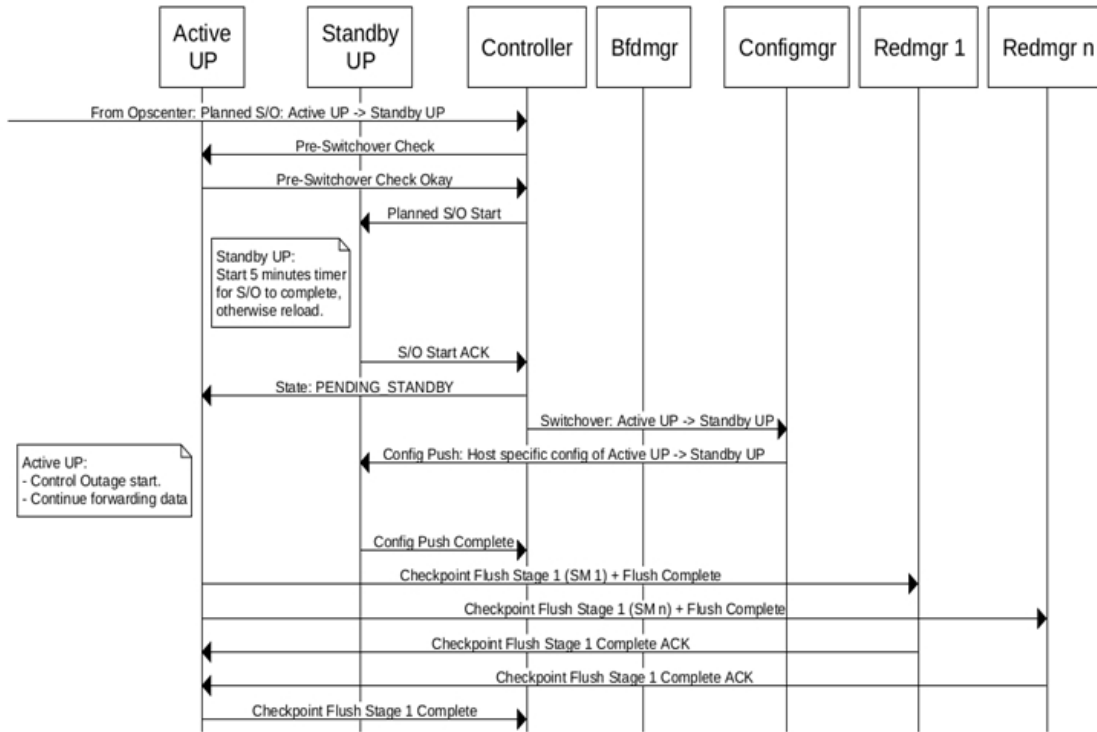 Active
UP
Standby
UP
Controller
Bfdmgr
Configmgr
Redmgr 1
Redmgr n
From Opscenter: Planned S/O: Active UP -> Standby UP
Pre-Switchover Check
Pre-Switchover Check Okay
Planned S/O Start
Standby UP:
Start 5 minutes timer
for S/O to complete,
otherwise reload.
S/O Start ACK
State: PENDING_STANDBY
Switchover: Active UP -> Standby UP
Config Push: Host specific config of Active UP -> Standby UP
Active UP:
- Control Outage start.
- Continue forwarding data
Config Push Complete
Checkpoint Flush Stage 1 (SM 1) + Flush Complete
Checkpoint Flush Stage 1 (SM n) + Flush Complete
Checkpoint Flush Stage 1 Complete ACK
Checkpoint Flush Stage 1 Complete ACK
Checkpoint Flush Stage 1 Complete